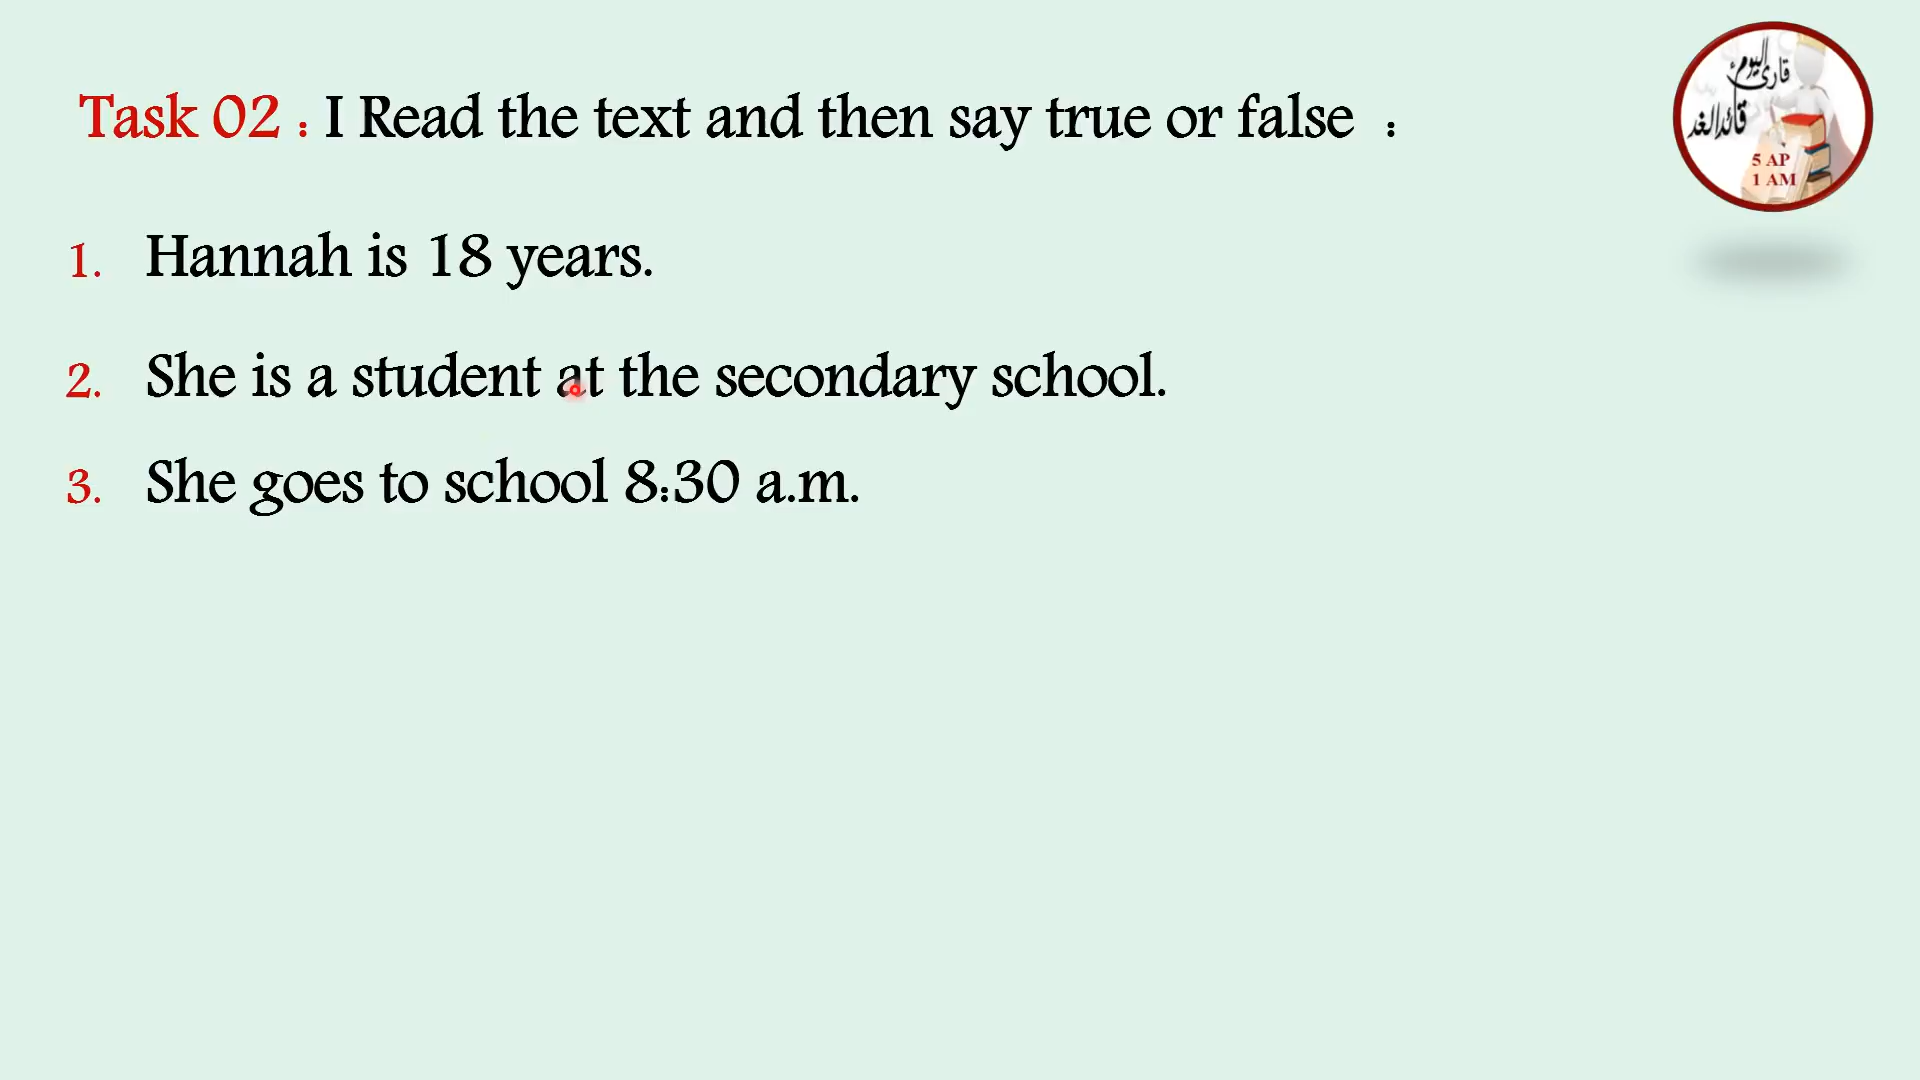 Task 02 : I Read the text and then say true or false :
1. Hannah is 18 years.
2. She is a student at the secondary school.
3. She goes to school 8:30 a.m.
قارئ اليوم
قائد الغد
5 AP
1 AM